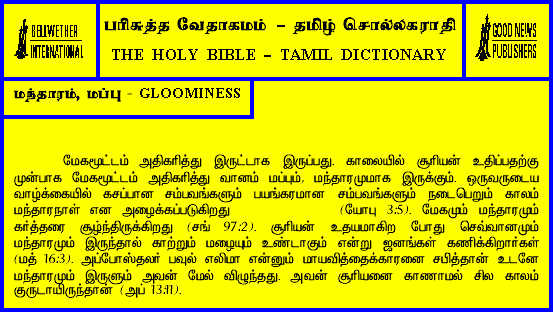 BELLWETHER
INTERNATIONAL
பரிசுத்த வேதாகமம் – தமிழ் சொல்லகராதி
THE HOLY BIBLE – TAMIL DICTIONARY
GOOD NEWS
PUBLISHERS
மந்தாரம், மப்பு - GLOOMINESS
மேகமூட்டம் அதிகரித்து இருட்டாக இருப்பது. காலையில் சூரியன் உதிப்பதற்கு
முன்பாக மேகமூட்டம் அதிகரித்து வானம் மப்பும், மந்தாரமுமாக இருக்கும். ஒருவருடைய
வாழ்க்கையில் கசப்பான சம்பவங்களும் பயங்கரமான சம்பவங்களும் நடைபெறும் காலம்
மந்தாரநாள் என அழைக்கப்படுகிறது (யோபு 3:5). மேகமும் மந்தாரமும்
கர்த்தரை சூழ்ந்திருக்கிறது (சங் 97:2). சூரியன் உதயமாகிற போது செவ்வானமும்
மந்தாரமும் இருந்தால் காற்றும் மழையும் உண்டாகும் என்று ஜனங்கள் கணிக்கிறார்கள்
(மத் 16:3). அப்போஸ்தலர் பவுல் எலிமா என்னும் மாயவித்தைக்காரனை சபித்தான் உடனே
மந்தாரமும் இருளும் அவன் மேல் விழுந்தது. அவன் சூரியனை காணாமல் சில காலம்
குருடாயிருந்தான் (அப் 13:11).